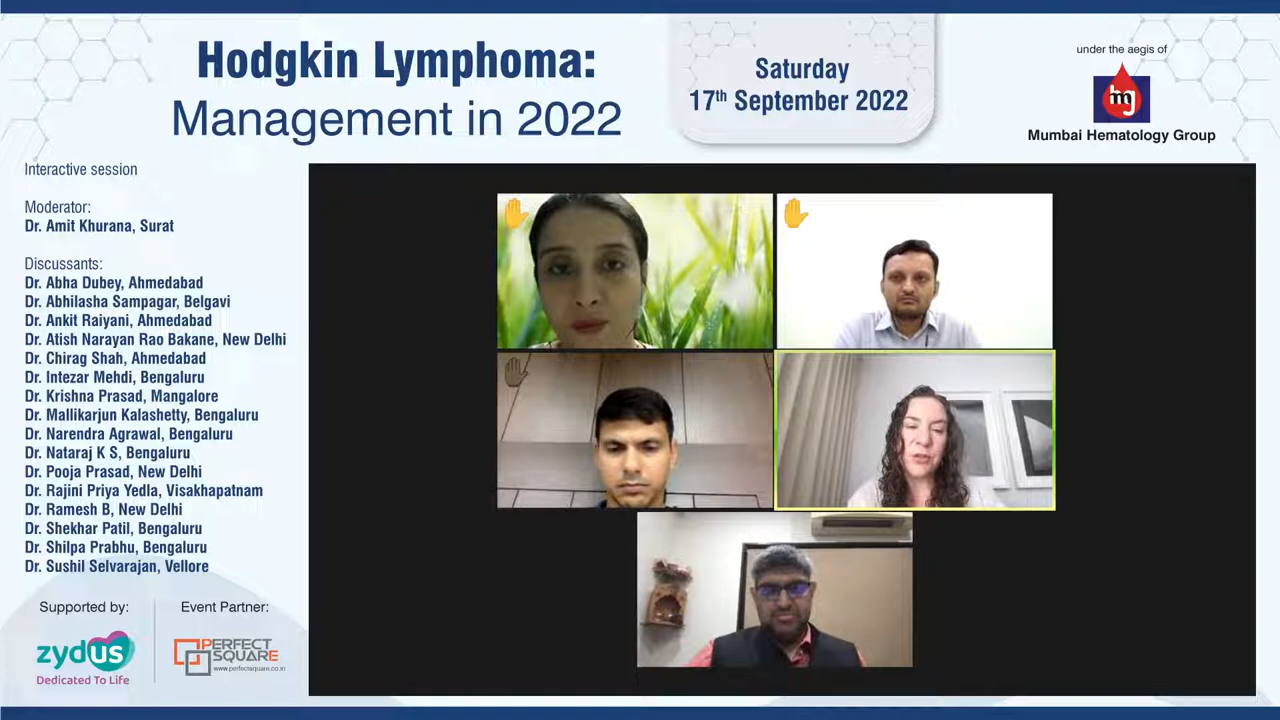 Hodgkin Lymphoma:
Management in 2022
Saturday
17th September 2022
under the aegis of
mhg
Mumbai Hematology Group
Interactive session
Moderator:
Dr. Amit Khurana, Surat
Discussants:
Dr. Abha Dubey, Ahmedabad
Dr. Abhilasha Sampagar, Belgavi
Dr. Ankit Raiyani, Ahmedabad
Dr. Atish Narayan Rao Bakane, New Delhi
Dr. Chirag Shah, Ahmedabad
Dr. Intezar Mehdi, Bengaluru
Dr. Krishna Prasad, Mangalore
Dr. Mallikarjun Kalashetty, Bengaluru
Dr. Narendra Agrawal, Bengaluru
Dr. Nataraj K S, Bengaluru
Dr. Pooja Prasad, New Delhi
Dr. Rajini Priya Yedla, Visakhapatnam
Dr. Ramesh B, New Delhi
Dr. Shekhar Patil, Bengaluru
Dr. Shilpa Prabhu, Bengaluru
Dr. Sushil Selvarajan, Vellore
Supported by:
zydus
Dedicated To Life
Event Partner:
PERFECT
SQUARE
www.perfectsquare.co.in